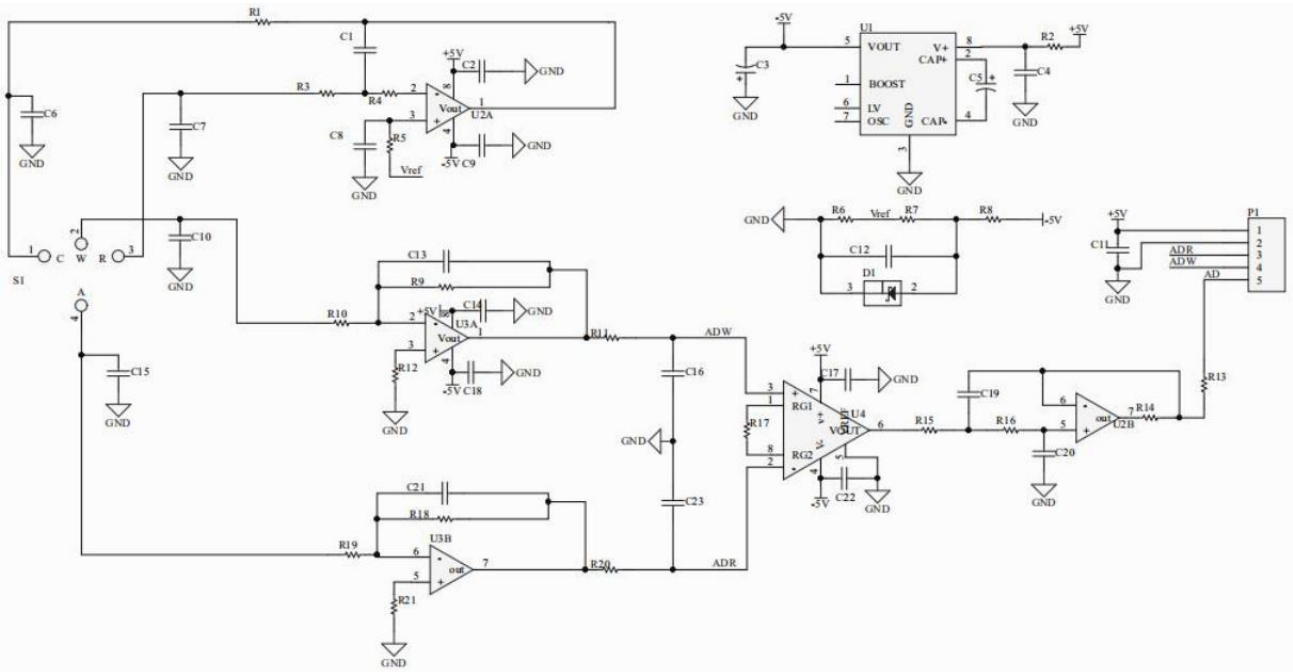 R1
C1
C2
+5V
GND
R3
R4
2
8
Vout
1
U2A
3
4
C6
GND
C7
GND
C8
R5
GND
Vref
-5V
C9
GND
-5V
C3
GND
U1
5
VOUT
V+
8
CAP+
2
1
BOOST
6
LV
7
OSC
GND
CAP-
4
3
GND
R2
+5V
C5
C4
GND
GND
R6
Vref
R7
R8
-5V
C12
D1
3
2
P1
+5V
C11
GND
ADR
ADW
AD
1
2
3
4
5
S1
1
C
2
W
R
3
A
4
C10
GND
C15
GND
C13
R9
R10
+5V
8
C14
GND
U3A
2
Vout
1
3
4
R12
GND
-5V
C18
GND
R11
ADW
C16
GND
C23
ADR
C21
R18
R19
U3B
6
out
7
5
R21
GND
R20
+5V
C17
GND
7
3
1
RG1
V+
U4
REF
VOUT
6
R17
8
RG2
V-
2
4
5
-5V
C22
GND
R15
C19
R16
6
out
7
5
U2B
R14
R13
C20
GND